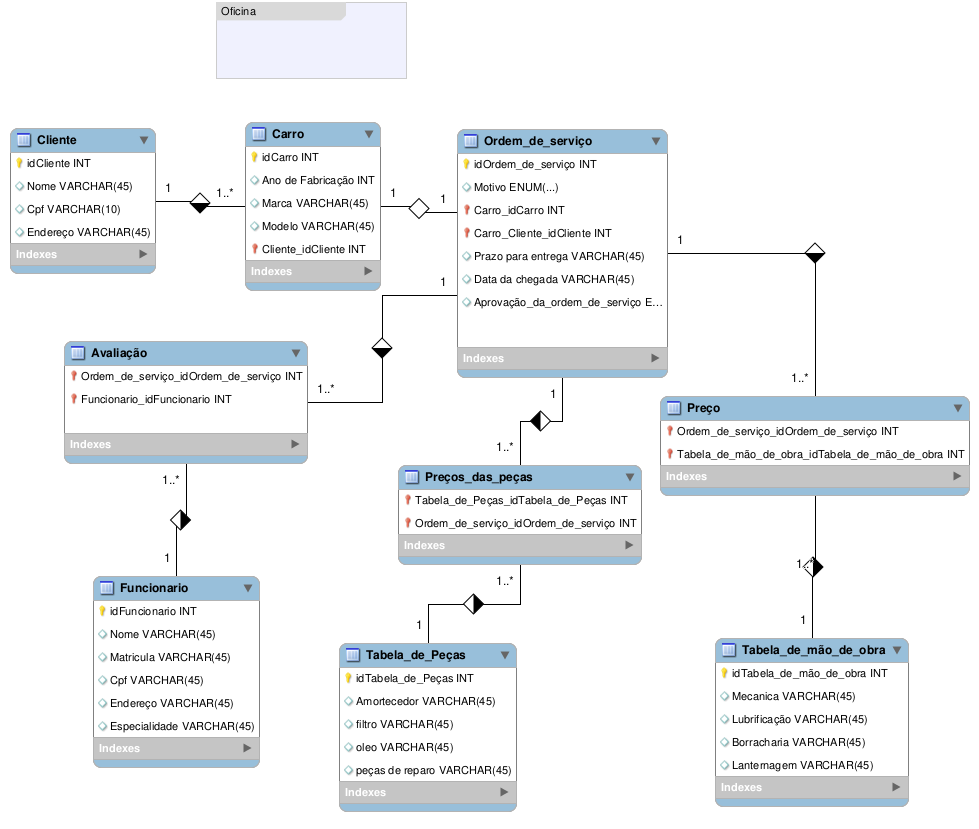 Oficina
Cliente
idCliente INT
Nome VARCHAR(45)
Cpf VARCHAR(10)
Endereço VARCHAR(45)
Indexes
1
1..*
Carro
idCarro INT
Ano de Fabricação INT
Marca VARCHAR(45)
Modelo VARCHAR(45)
Cliente_idCliente INT
Indexes
1
1
Ordem_de_serviço
idOrdem_de_serviço INT
Motivo ENUM(...)
Carro_idCarro INT
Carro_Cliente_idCliente INT
Prazo para entrega VARCHAR(45)
Data da chegada VARCHAR(45)
Aprovação_da_ordem_de_serviço E...
Indexes
1
1..*
1
1..*
1
1..*
Avaliação
Ordem_de_serviço_idOrdem_de_serviço INT
Funcionario_idFuncionario INT
Indexes
1..*
1
Preços_das_peças
Tabela_de_Peças_idTabela_de_Peças INT
Ordem_de_serviço_idOrdem_de_serviço INT
Indexes
1..*
1
Preço
Ordem_de_serviço_idOrdem_de_serviço INT
Tabela_de_mão_de_obra_idTabela_de_mão_de_obra INT
Indexes
1..*
1
Funcionario
idFuncionario INT
Nome VARCHAR(45)
Matricula VARCHAR(45)
Cpf VARCHAR(45)
Endereço VARCHAR(45)
Especialidade VARCHAR(45)
Indexes
Tabela_de_Peças
idTabela_de_Peças INT
Amortecedor VARCHAR(45)
filtro VARCHAR(45)
oleo VARCHAR(45)
peças de reparo VARCHAR(45)
Indexes
Tabela_de_mão_de_obra
idTabela_de_mão_de_obra INT
Mecanica VARCHAR(45)
Lubrificação VARCHAR(45)
Borracharia VARCHAR(45)
Lanternagem VARCHAR(45)
Indexes